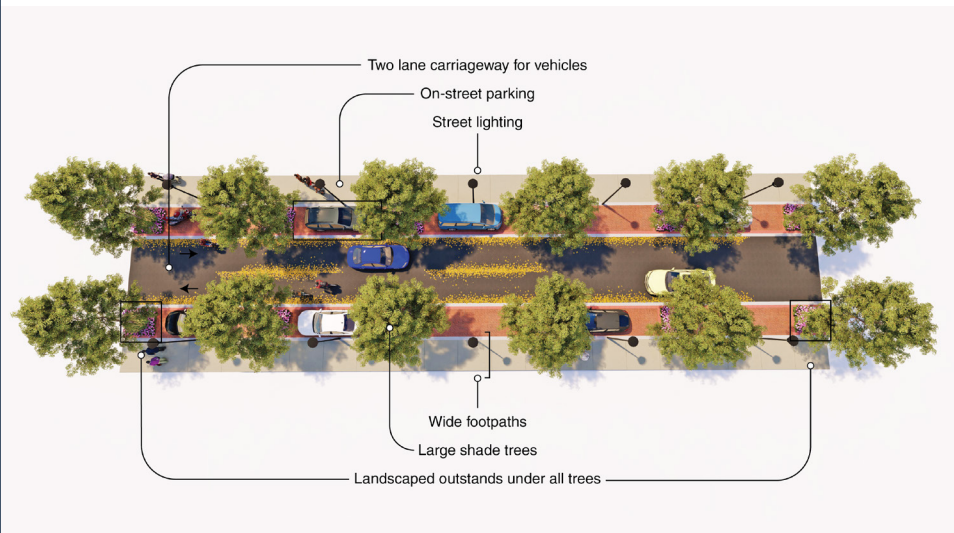 Two lane carriageway for vehicles
On-street parking
Street lighting
Wide footpaths
Large shade trees
Landscaped outstands under all trees